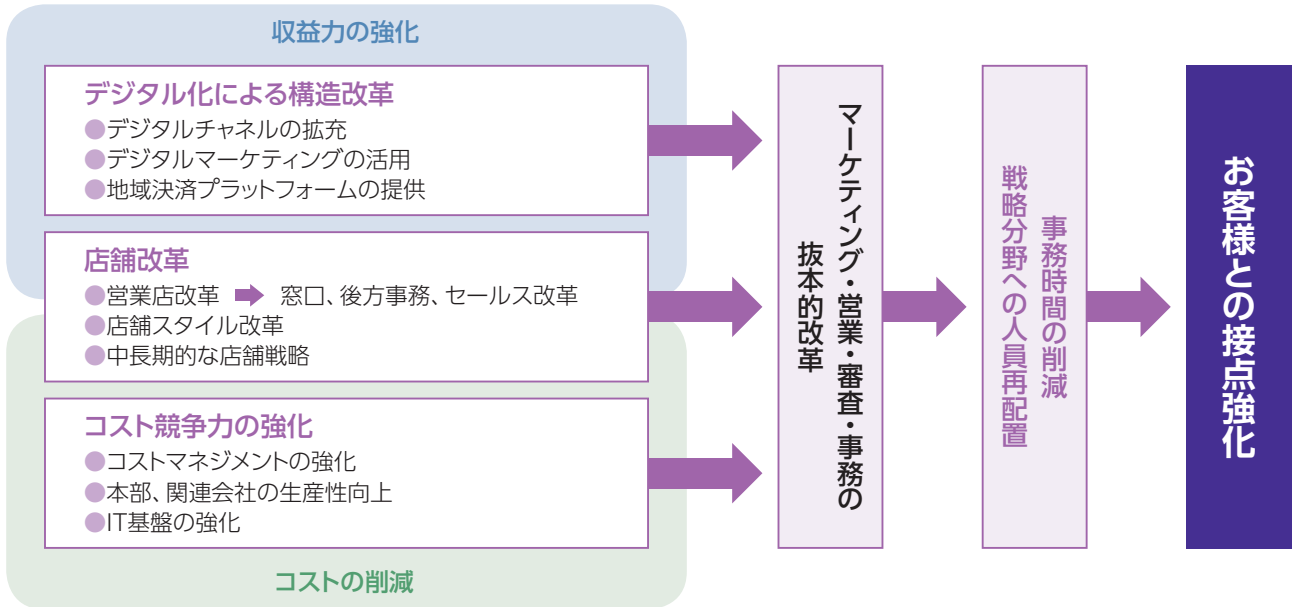 収益力の強化
デジタル化による構造改革
●デジタルチャネルの拡充
●デジタルマーケティングの活用
●地域決済プラットフォームの提供
店舗改革
●営業店改革 ➡ 窓口、後方事務、セールス改革
●店舗スタイル改革
●中長期的な店舗戦略
コスト競争力の強化
●コストマネジメントの強化
●本部、関連会社の生産性向上
●IT基盤の強化
コストの削減
マーケティング・営業・審査・事務の
抜本的改革
事務時間の削減
戦略分野への人員再配置
お客様との接点強化